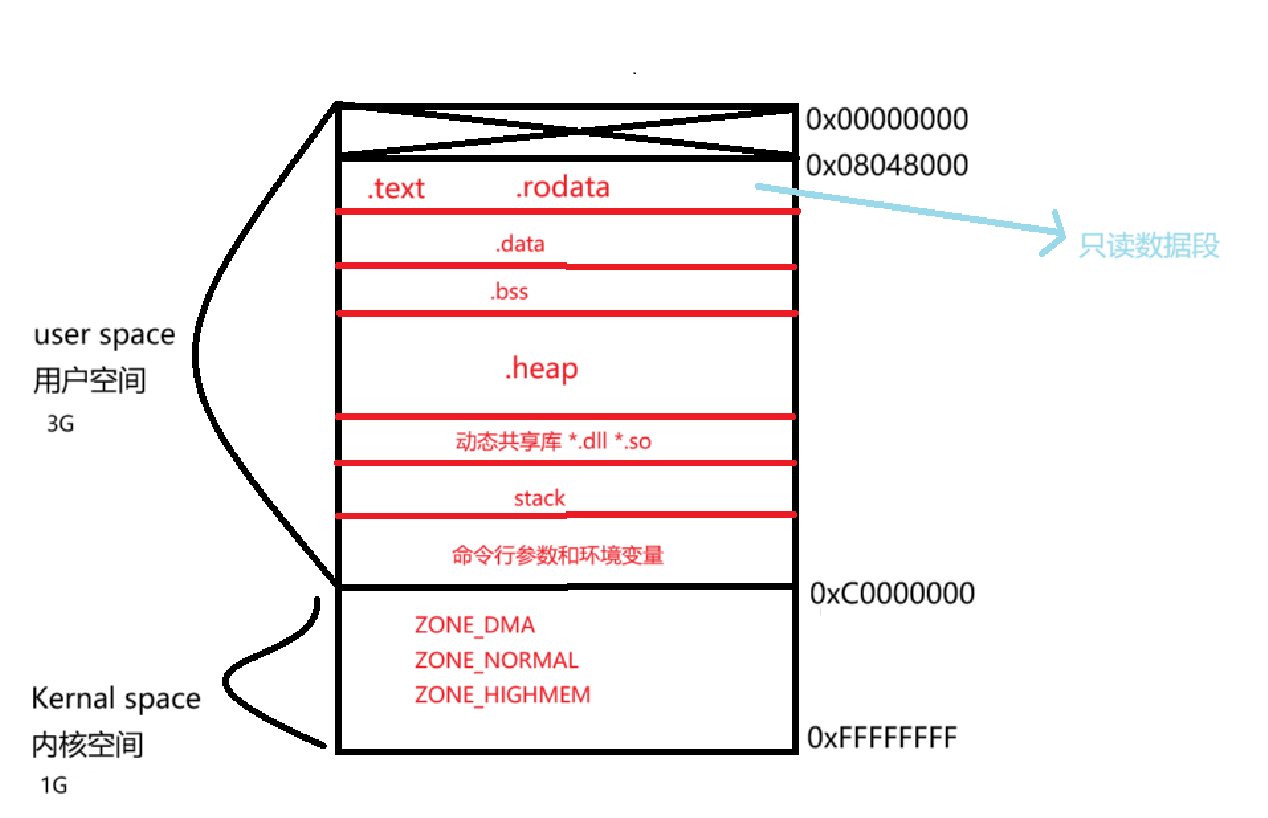 0x00000000
0x08048000
.text .rodata
只读数据段
.data
.bss
user space
用户空间
3G
.heap
动态共享库 *.dll *.so
stack
命令行参数和环境变量
0xC0000000
ZONE_DMA
ZONE_NORMAL
ZONE_HIGHMEM
Kernal space
内核空间
1G
0xFFFFFFFF